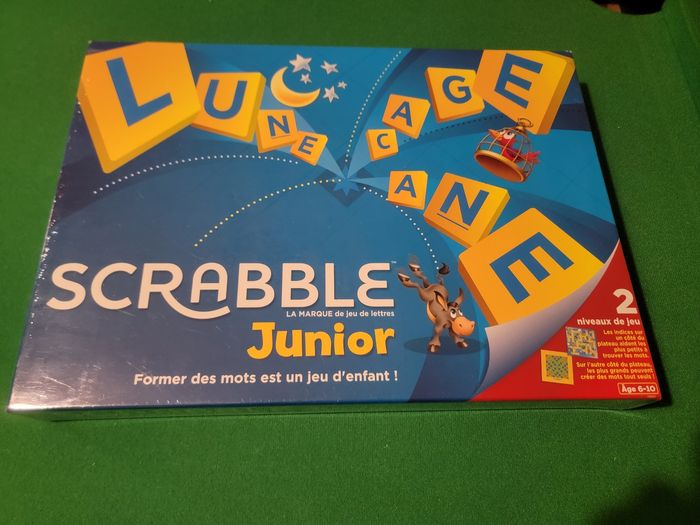 LUNE
CAGE
ANE
SCRABBLE™
LA MARQUE de jeu de lettres
Junior
Former des mots est un jeu d'enfant !
2
niveaux de jeu
Les indices sur
un côté du
plateau aident les
plus petits à
trouver les mots.
Sur l'autre côté du plateau,
les plus grands peuvent
créer des mots tout seuls !
Âge 6-10